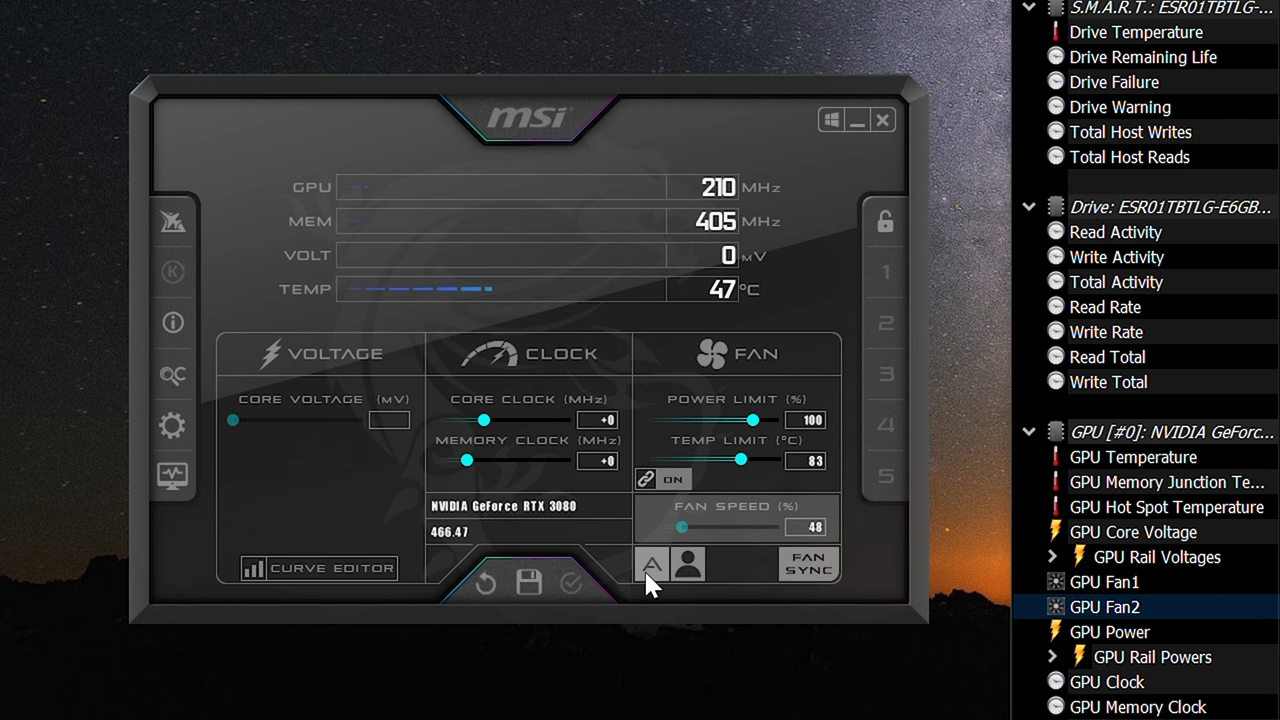 msi
GPU 210 MHz
MEM 405 MHz
VOLT 0 MV
TEMP 47 °C
K
1
2
3
4
5
VOLTAGE
CORE VOLTAGE (MV)
CLOCK
CORE CLOCK (MHz)
+0
MEMORY CLOCK (MHz)
+0
NVIDIA GeForce RTX 3080
466.47
FAN
POWER LIMIT (%)
100
TEMP LIMIT (°C)
83
ON
FAN SPEED (%)
48
A
FAN SYNC
CURVE EDITOR
S.M.A.R.T.: ESR01TBTLG-...
Drive Temperature
Drive Remaining Life
Drive Failure
Drive Warning
Total Host Writes
Total Host Reads
Drive: ESR01TBTLG-E6GB...
Read Activity
Write Activity
Total Activity
Read Rate
Write Rate
Read Total
Write Total
GPU [#0]: NVIDIA GeForc...
GPU Temperature
GPU Memory Junction Te...
GPU Hot Spot Temperature
GPU Core Voltage
GPU Rail Voltages
GPU Fan1
GPU Fan2
GPU Power
GPU Rail Powers
GPU Clock
GPU Memory Clock